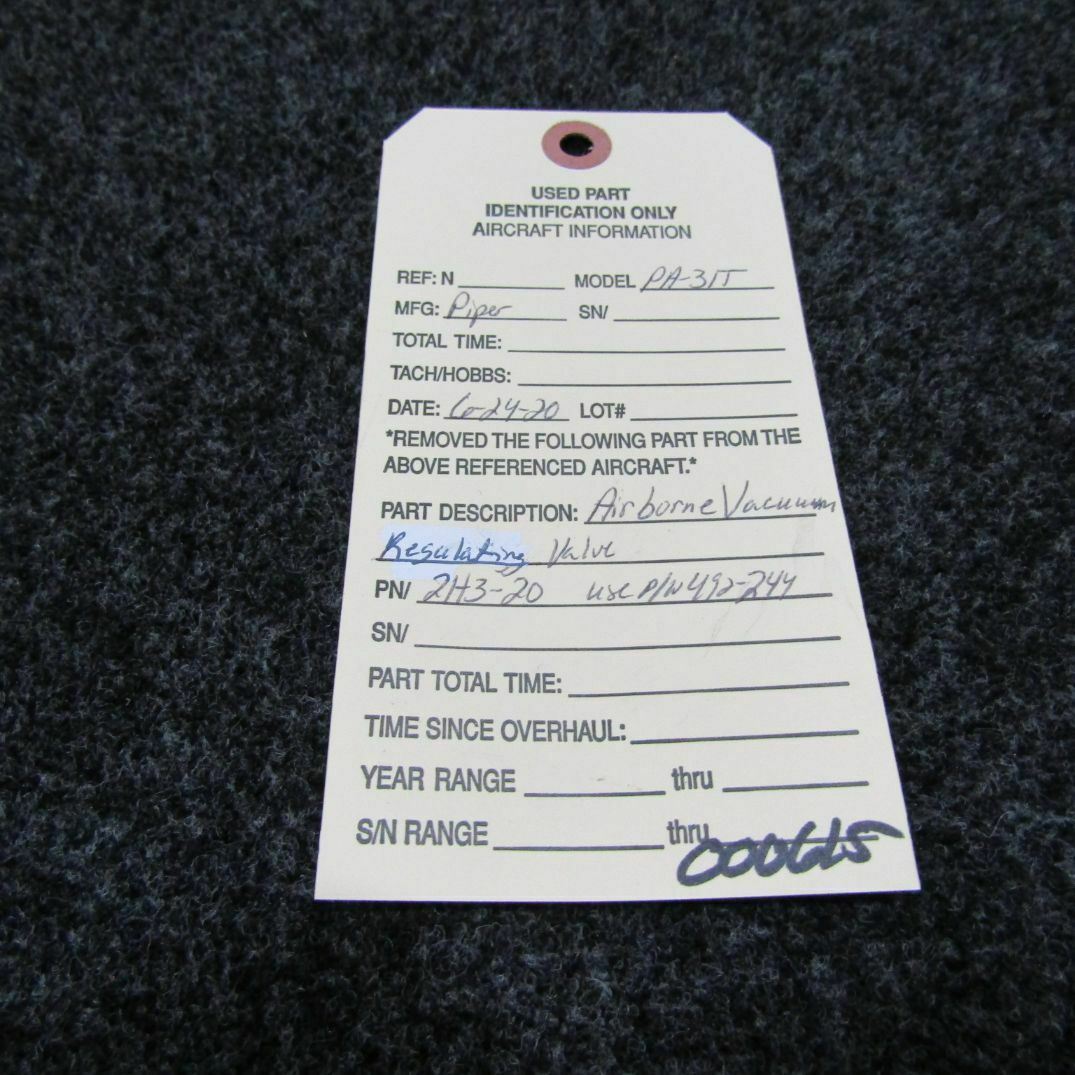 USED PART
IDENTIFICATION ONLY
AIRCRAFT INFORMATION
REF: N MODEL PA-31T
MFG: Piper SN/
TOTAL TIME:
TACH/HOBBS:
DATE: 6-24-20 LOT#
*REMOVED THE FOLLOWING PART FROM THE
ABOVE REFERENCED AIRCRAFT.*
PART DESCRIPTION: Airborne Vacuum
Regulating Valve
PN/ 2H3-20 use P/N 492-244
SN/
PART TOTAL TIME:
TIME SINCE OVERHAUL:
YEAR RANGE thru
S/N RANGE thru